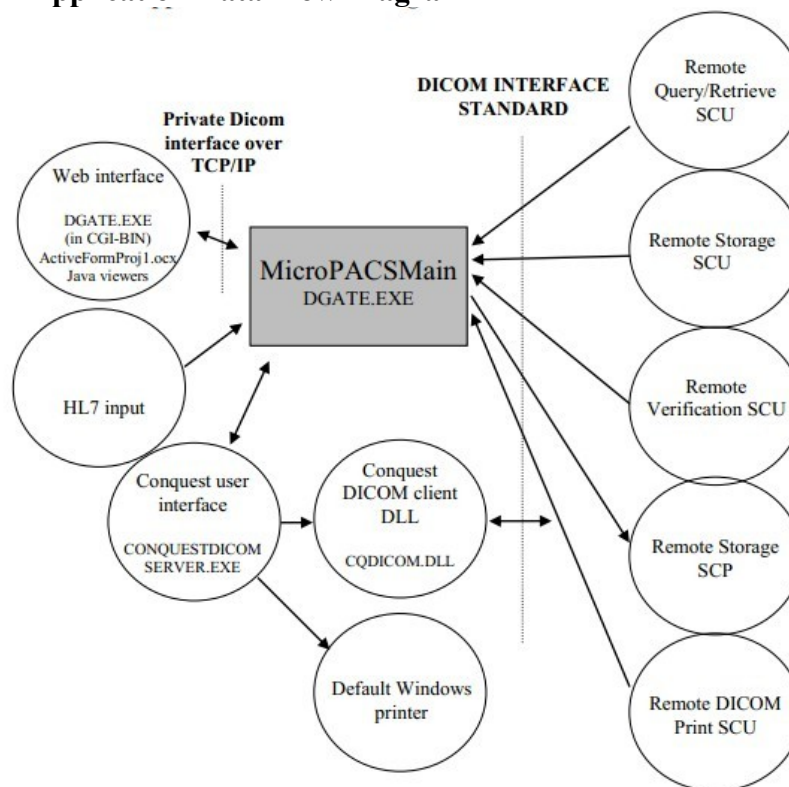 DICOM INTERFACE
STANDARD
Private Dicom
interface over
TCP/IP
Remote
Query/Retrieve
SCU
Web interface
DGATE.EXE
(in CGI-BIN)
ActiveFormProj1.ocx
Java viewers
MicroPACSMain
DGATE.EXE
Remote Storage
SCU
HL7 input
Remote
Verification SCU
Conquest user
interface
CONQUESTDICOM
SERVER.EXE
Conquest
DICOM client
DLL
CQDICOM.DLL
Remote Storage
SCP
Default Windows
printer
Remote DICOM
Print SCU